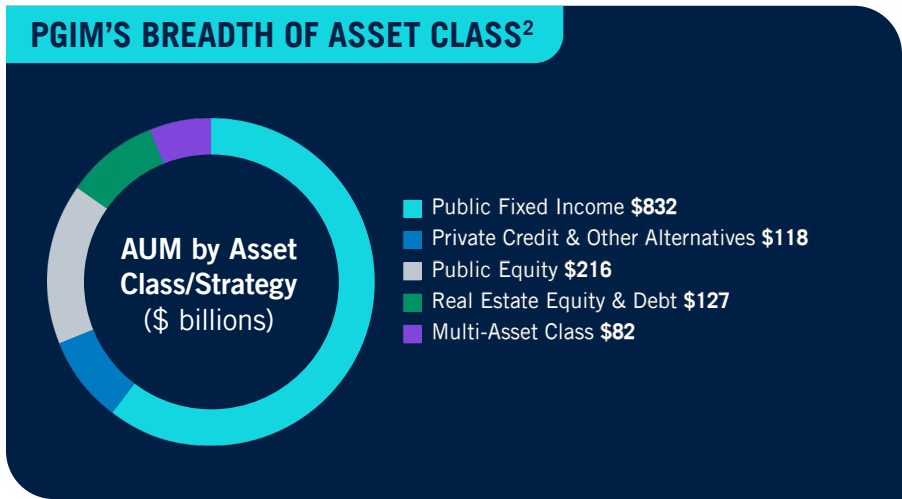 PGIM'S BREADTH OF ASSET CLASS²
AUM by Asset
Class/Strategy
($ billions)
Public Fixed Income $832
Private Credit & Other Alternatives $118
Public Equity $216
Real Estate Equity & Debt $127
Multi-Asset Class $82